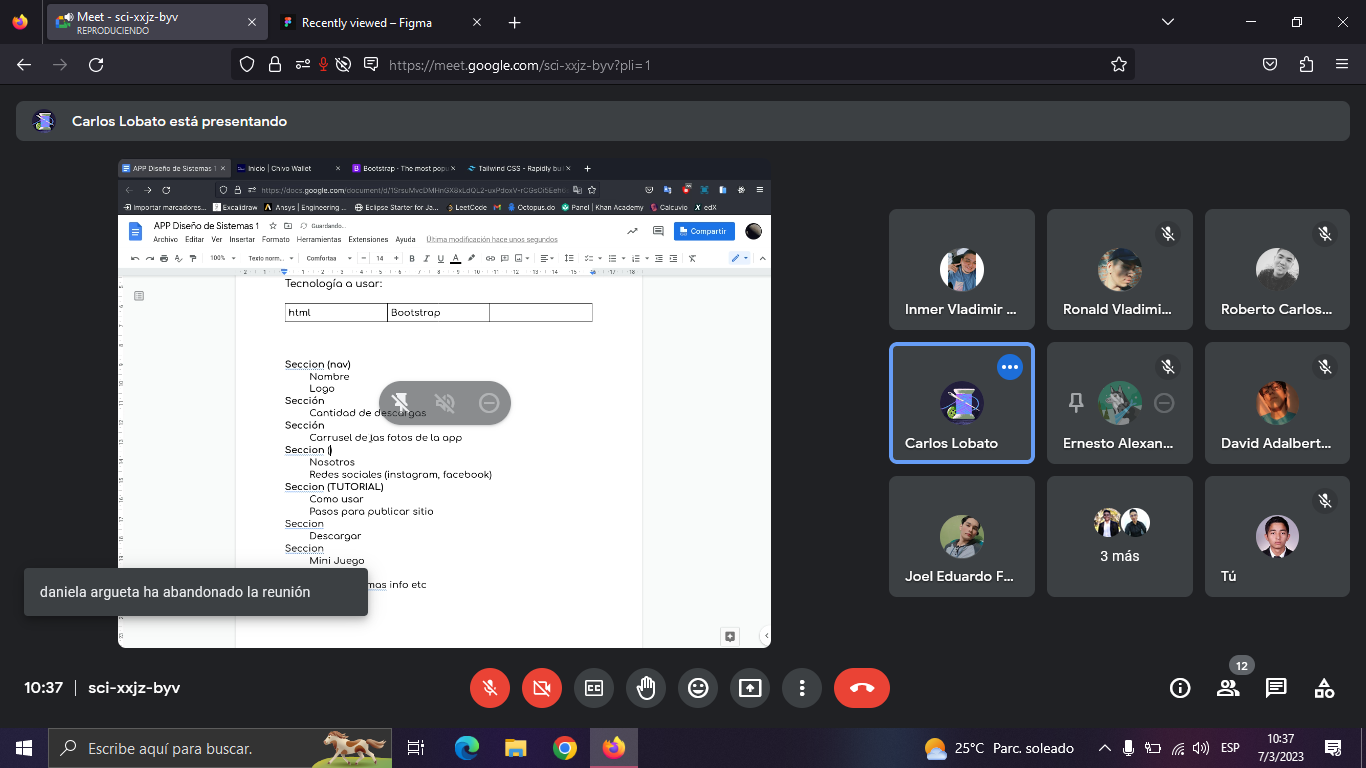 Meet - sci-xxjz-byv
REPRODUCIENDO
Recently viewed – Figma
https://meet.google.com/sci-xxjz-byv?pli=1
Carlos Lobato está presentando
APP Diseño de Sistemas 1
Inicio | Chivo Wallet
Bootstrap - The most popu
Tailwind CSS - Rapidly bui
Importar marcadores...
Excalidraw
Ansys | Engineering ...
Eclipse Starter for Ja...
LeetCode
Octopus.do
Panel | Khan Academy
Calcuvio
edX
APP Diseño de Sistemas 1
Guardando...
Archivo Editar Ver Insertar Formato Herramientas Extensiones Ayuda
Última modificación hace unos segundos
Compartir
100%
Texto norm...
Comfortaa
14
Tecnología a usar:
html
Bootstrap
Seccion (nav)
Nombre
Logo
Sección
Cantidad de descargas
Sección
Carrusel de las fotos de la app
Seccion ()
Nosotros
Redes sociales (instagram, facebook)
Seccion (TUTORIAL)
Como usar
Pasos para publicar sitio
Seccion
Descargar
Seccion
Mini Juego
mas info etc
daniela argueta ha abandonado la reunión
Inmer Vladimir ...
Ronald Vladimi...
Roberto Carlos...
Carlos Lobato
Ernesto Alexan...
David Adalbert...
Joel Eduardo F...
3 más
Tú
10:37
sci-xxjz-byv
12
Escribe aquí para buscar.
25°C Parc. soleado
ESP
10:37
7/3/2023